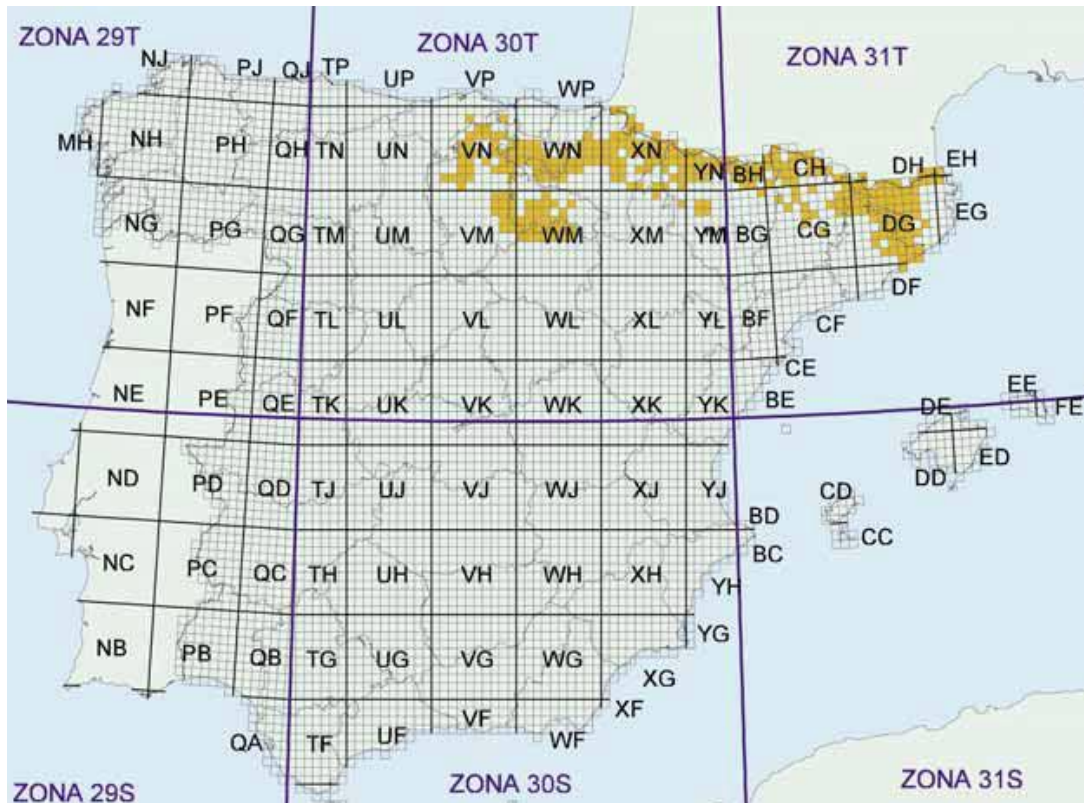 ZONA 29T
ZONA 30T
ZONA 31T
NJ PJ QJ TP UP VP WP
MH NH PH QH TN UN VN WN XN YN BH CH DH EH
NG PG QG TM UM VM WM XM YM BG CG DG EG
NF PF QF TL UL VL WL XL YL BF CF DF
NE PE QE TK UK VK WK XK YK BE CE DE EE FE
ND PD QD TJ UJ VJ WJ XJ YJ BD CD DD ED
NC PC QC TH UH VH WH XH YH BC CC
NB PB QB TG UG VG WG XG YG
QA TF UF VF WF XF
ZONA 29S
ZONA 30S
ZONA 31S